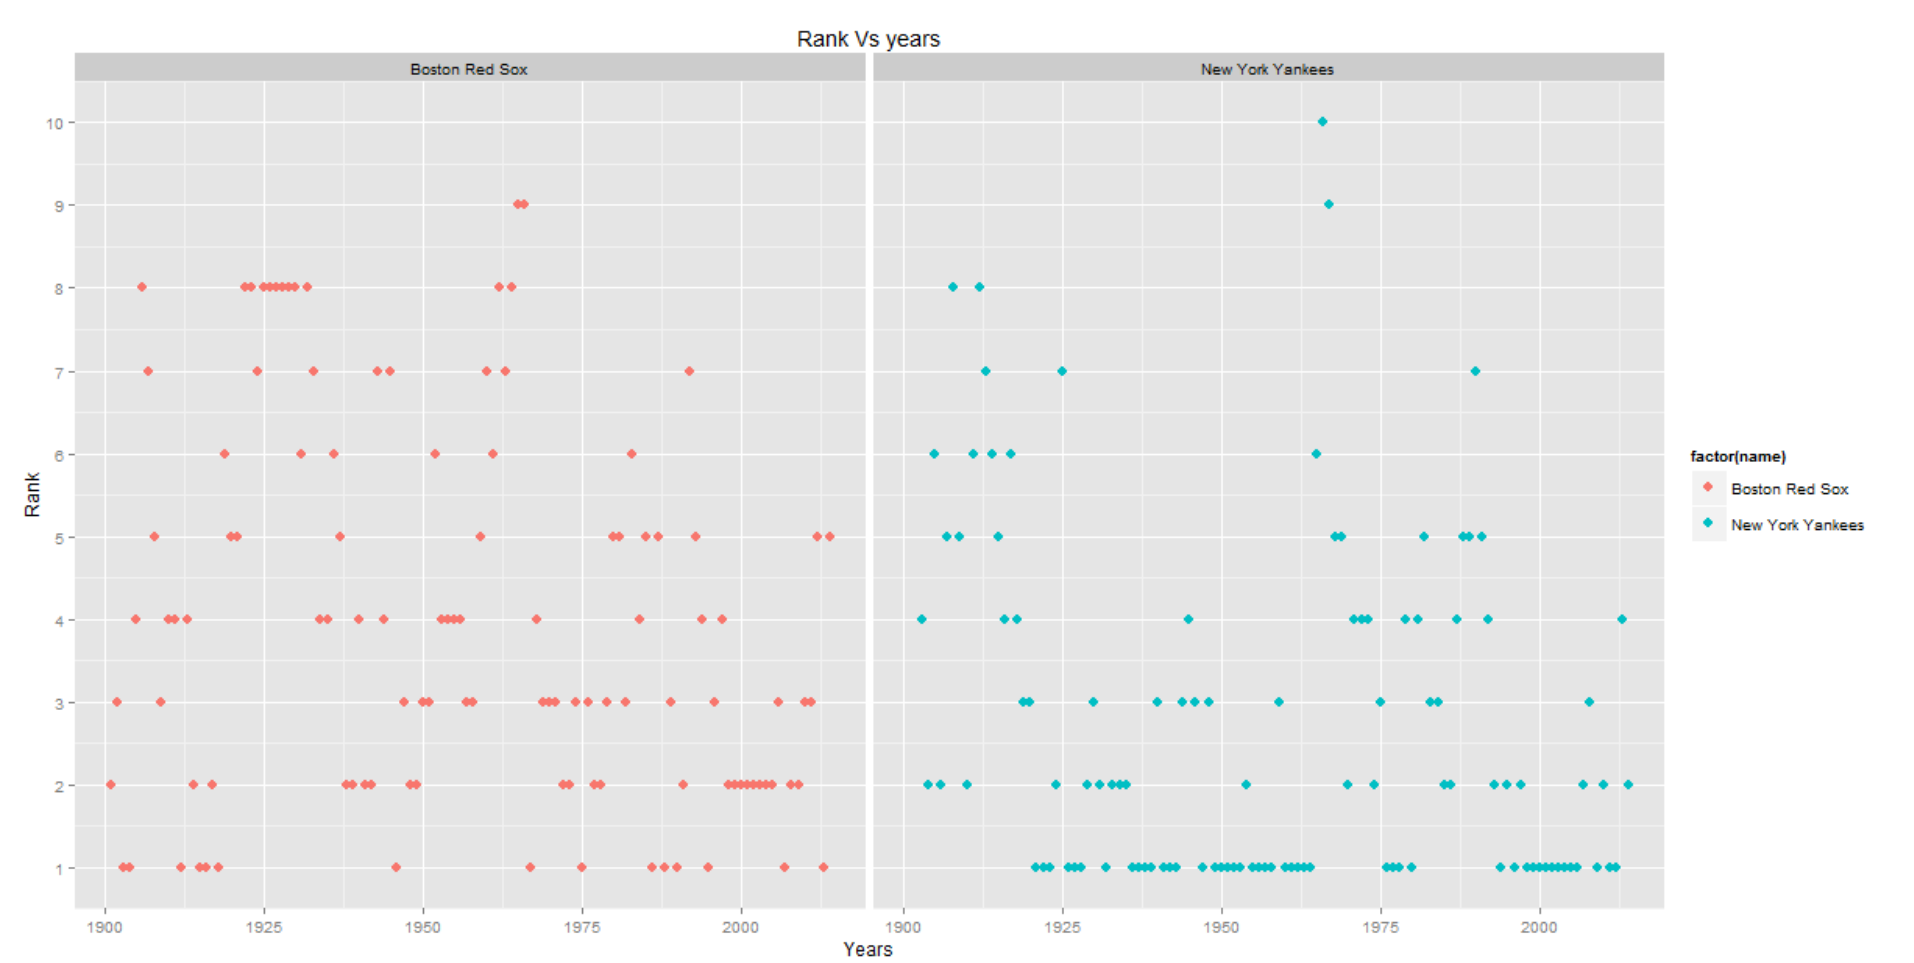 Rank Vs years
Boston Red Sox
New York Yankees
10
9
8
7
6
5
4
3
2
1
Rank
1900 1925 1950 1975 2000
1900 1925 1950 1975 2000
Years
factor(name)
Boston Red Sox
New York Yankees